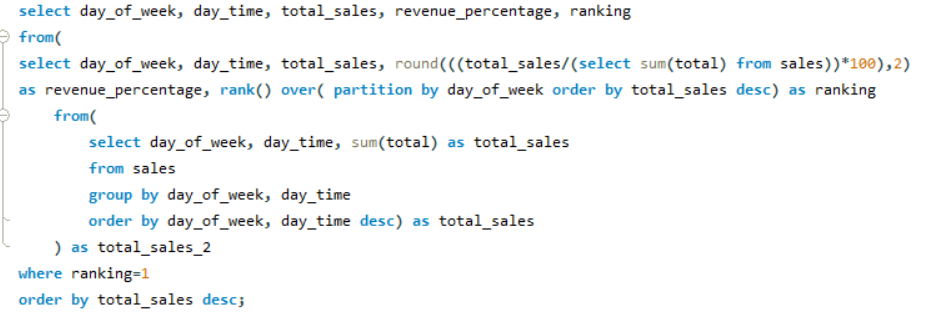 select day_of_week, day_time, total_sales, revenue_percentage, ranking
from(
select day_of_week, day_time, total_sales, round(((total_sales/(select sum(total) from sales))*100),2)
as revenue_percentage, rank() over( partition by day_of_week order by total_sales desc) as ranking
from(
select day_of_week, day_time, sum(total) as total_sales
from sales
group by day_of_week, day_time
order by day_of_week, day_time desc) as total_sales
) as total_sales_2
where ranking=1
order by total_sales desc;